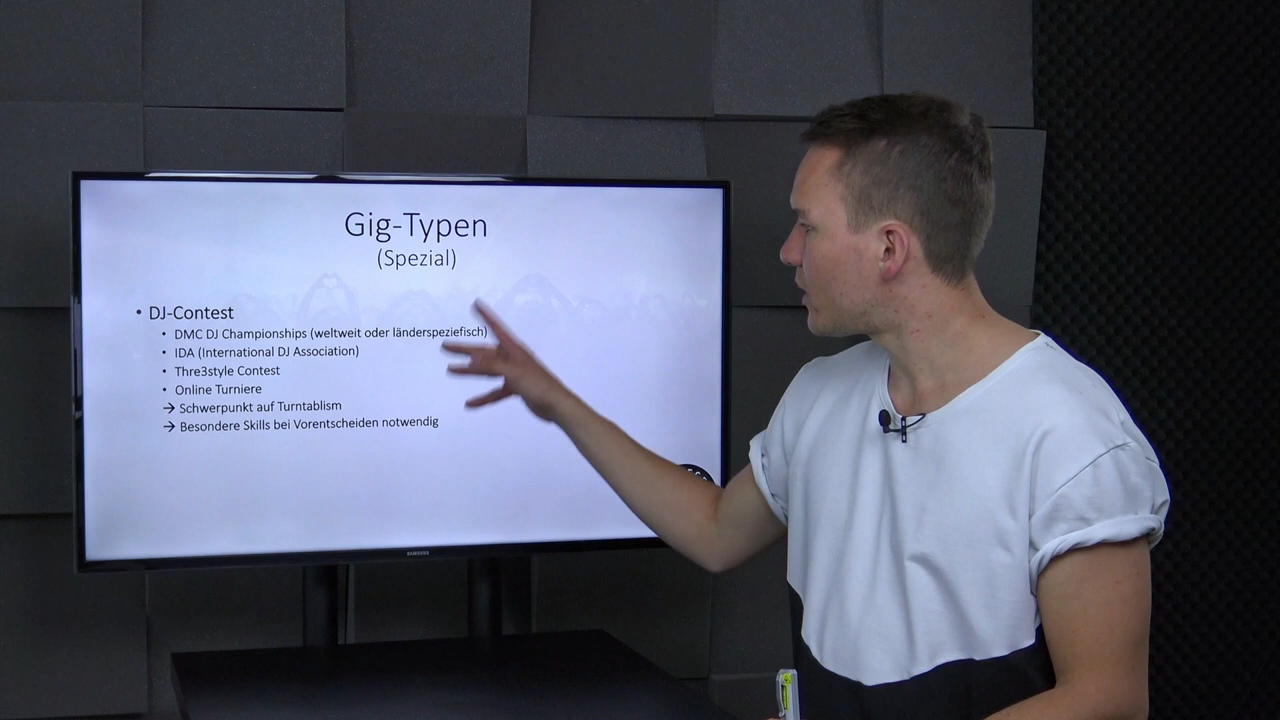 Gig-Typen
(Spezial)
• DJ-Contest
• DMC DJ Championships (weltweit oder länderspeziefisch)
• IDA (International DJ Association)
• Thre3style Contest
• Online Turniere
→ Schwerpunkt auf Turntablism
→ Besondere Skills bei Vorentscheiden notwendig
SAMSUNG